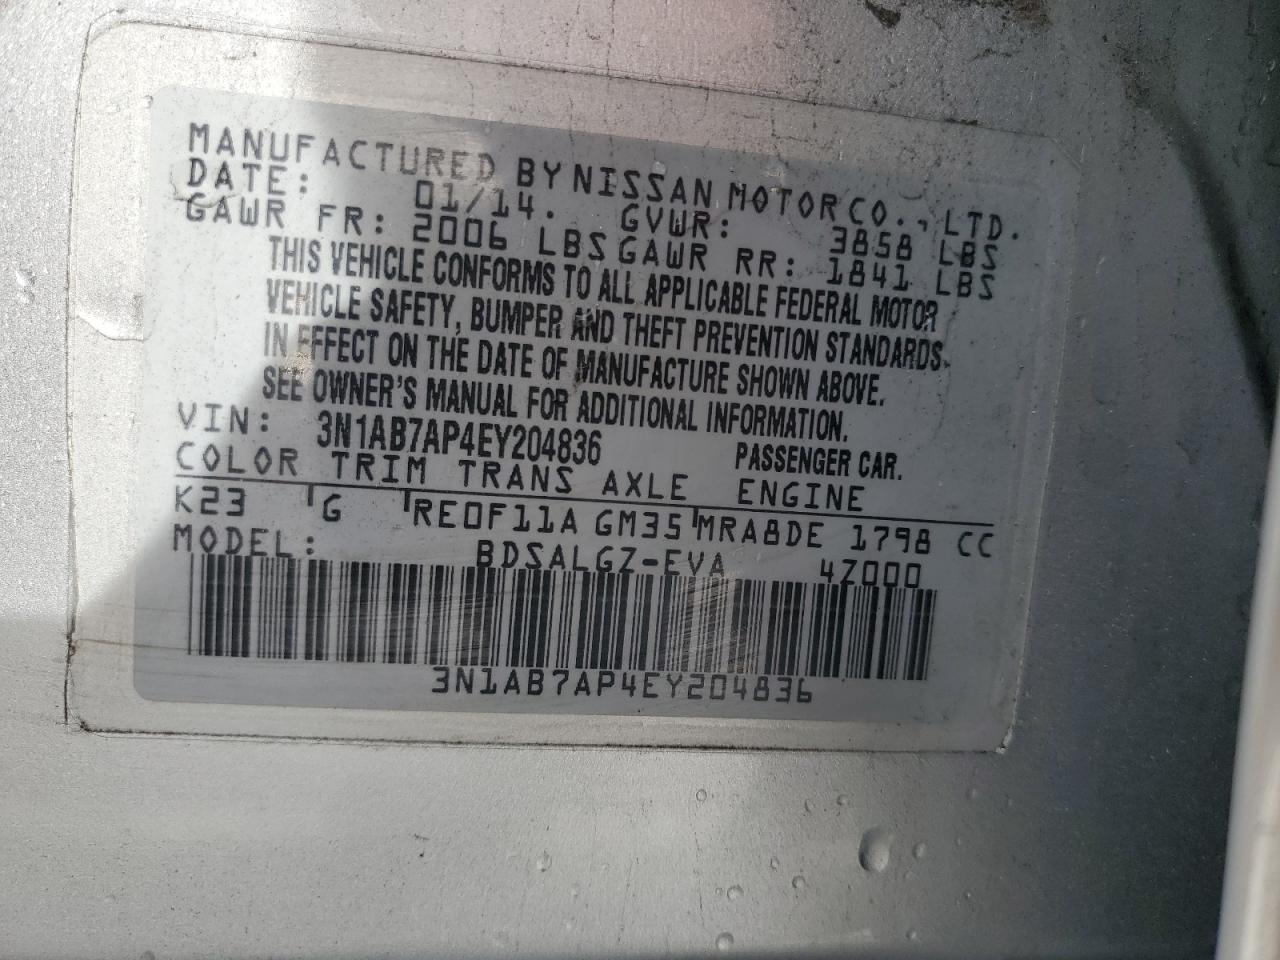 MANUFACTURED BY NISSAN MOTOR CO., LTD.
DATE: 01/14. GVWR: 3858 LBS
GAWR FR: 2006 LBS GAWR RR: 1841 LBS
THIS VEHICLE CONFORMS TO ALL APPLICABLE FEDERAL MOTOR
VEHICLE SAFETY, BUMPER AND THEFT PREVENTION STANDARDS
IN EFFECT ON THE DATE OF MANUFACTURE SHOWN ABOVE.
SEE OWNER'S MANUAL FOR ADDITIONAL INFORMATION.
VIN: 3N1AB7AP4EY204836 PASSENGER CAR.
COLOR TRIM TRANS AXLE ENGINE
K23 G RE0F11A GM35 MRA8DE 1798 CC
MODEL: BDSALGZ-EVA 4Z000
3N1AB7AP4EY204836